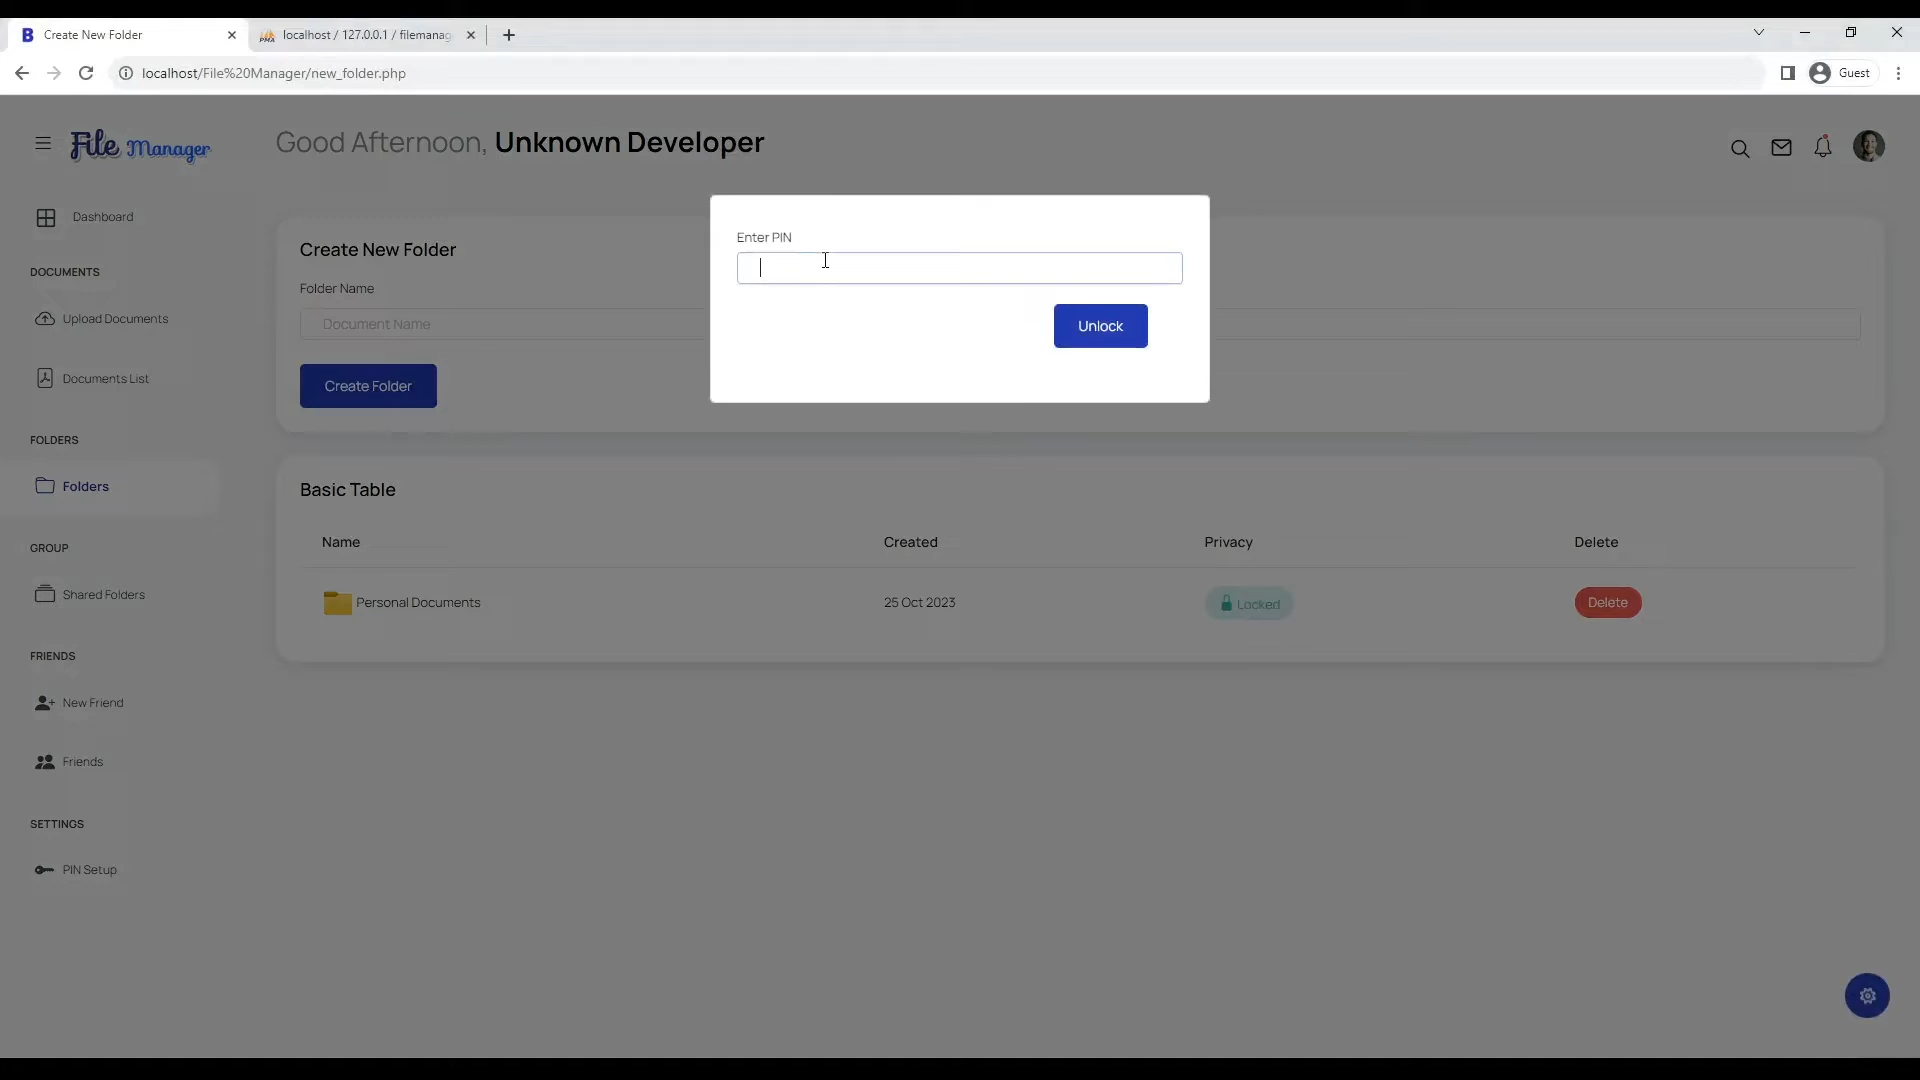 Create New Folder
localhost / 127.0.0.1 / filemanag
localhost/File%20Manager/new_folder.php
Guest
File Manager
Good Afternoon, Unknown Developer
Dashboard
DOCUMENTS
Upload Documents
Documents List
FOLDERS
Folders
GROUP
Shared Folders
FRIENDS
New Friend
Friends
SETTINGS
PIN Setup
Create New Folder
Folder Name
Document Name
Create Folder
Enter PIN
Unlock
Basic Table
Name Created Privacy Delete
Personal Documents 25 Oct 2023 Locked Delete